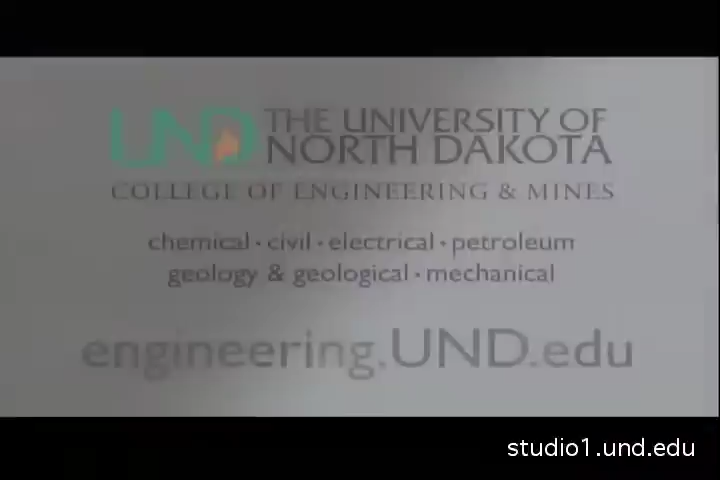 UND THE UNIVERSITY OF
NORTH DAKOTA
COLLEGE OF ENGINEERING & MINES
chemical · civil · electrical · petroleum
geology & geological · mechanical
engineering.UND.edu
studio1.und.edu